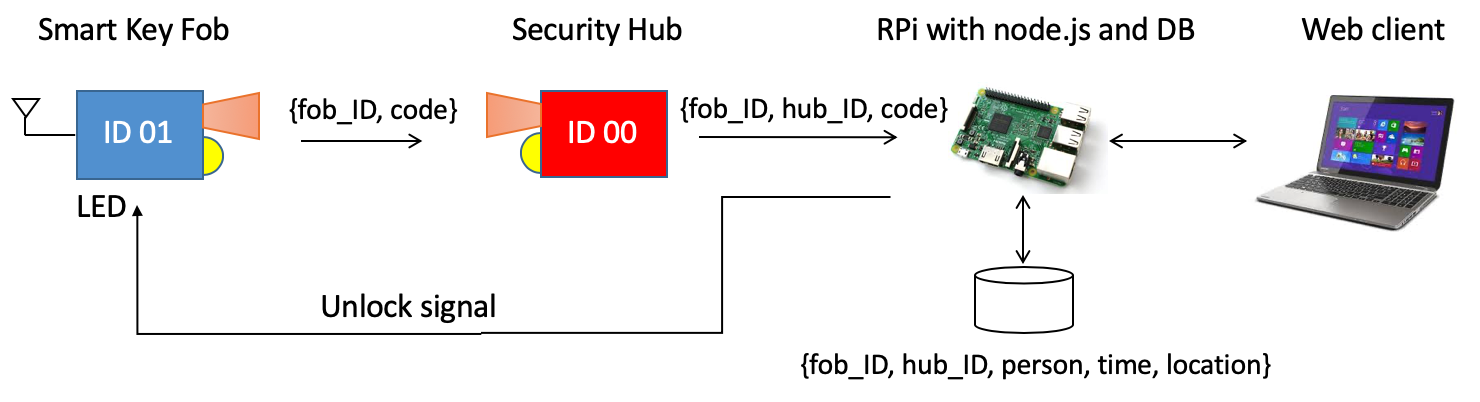 Smart Key Fob
Security Hub
RPi with node.js and DB
Web client
{fob_ID, code}
{fob_ID, hub_ID, code}
ID 01
ID 00
LED
Unlock signal
{fob_ID, hub_ID, person, time, location}